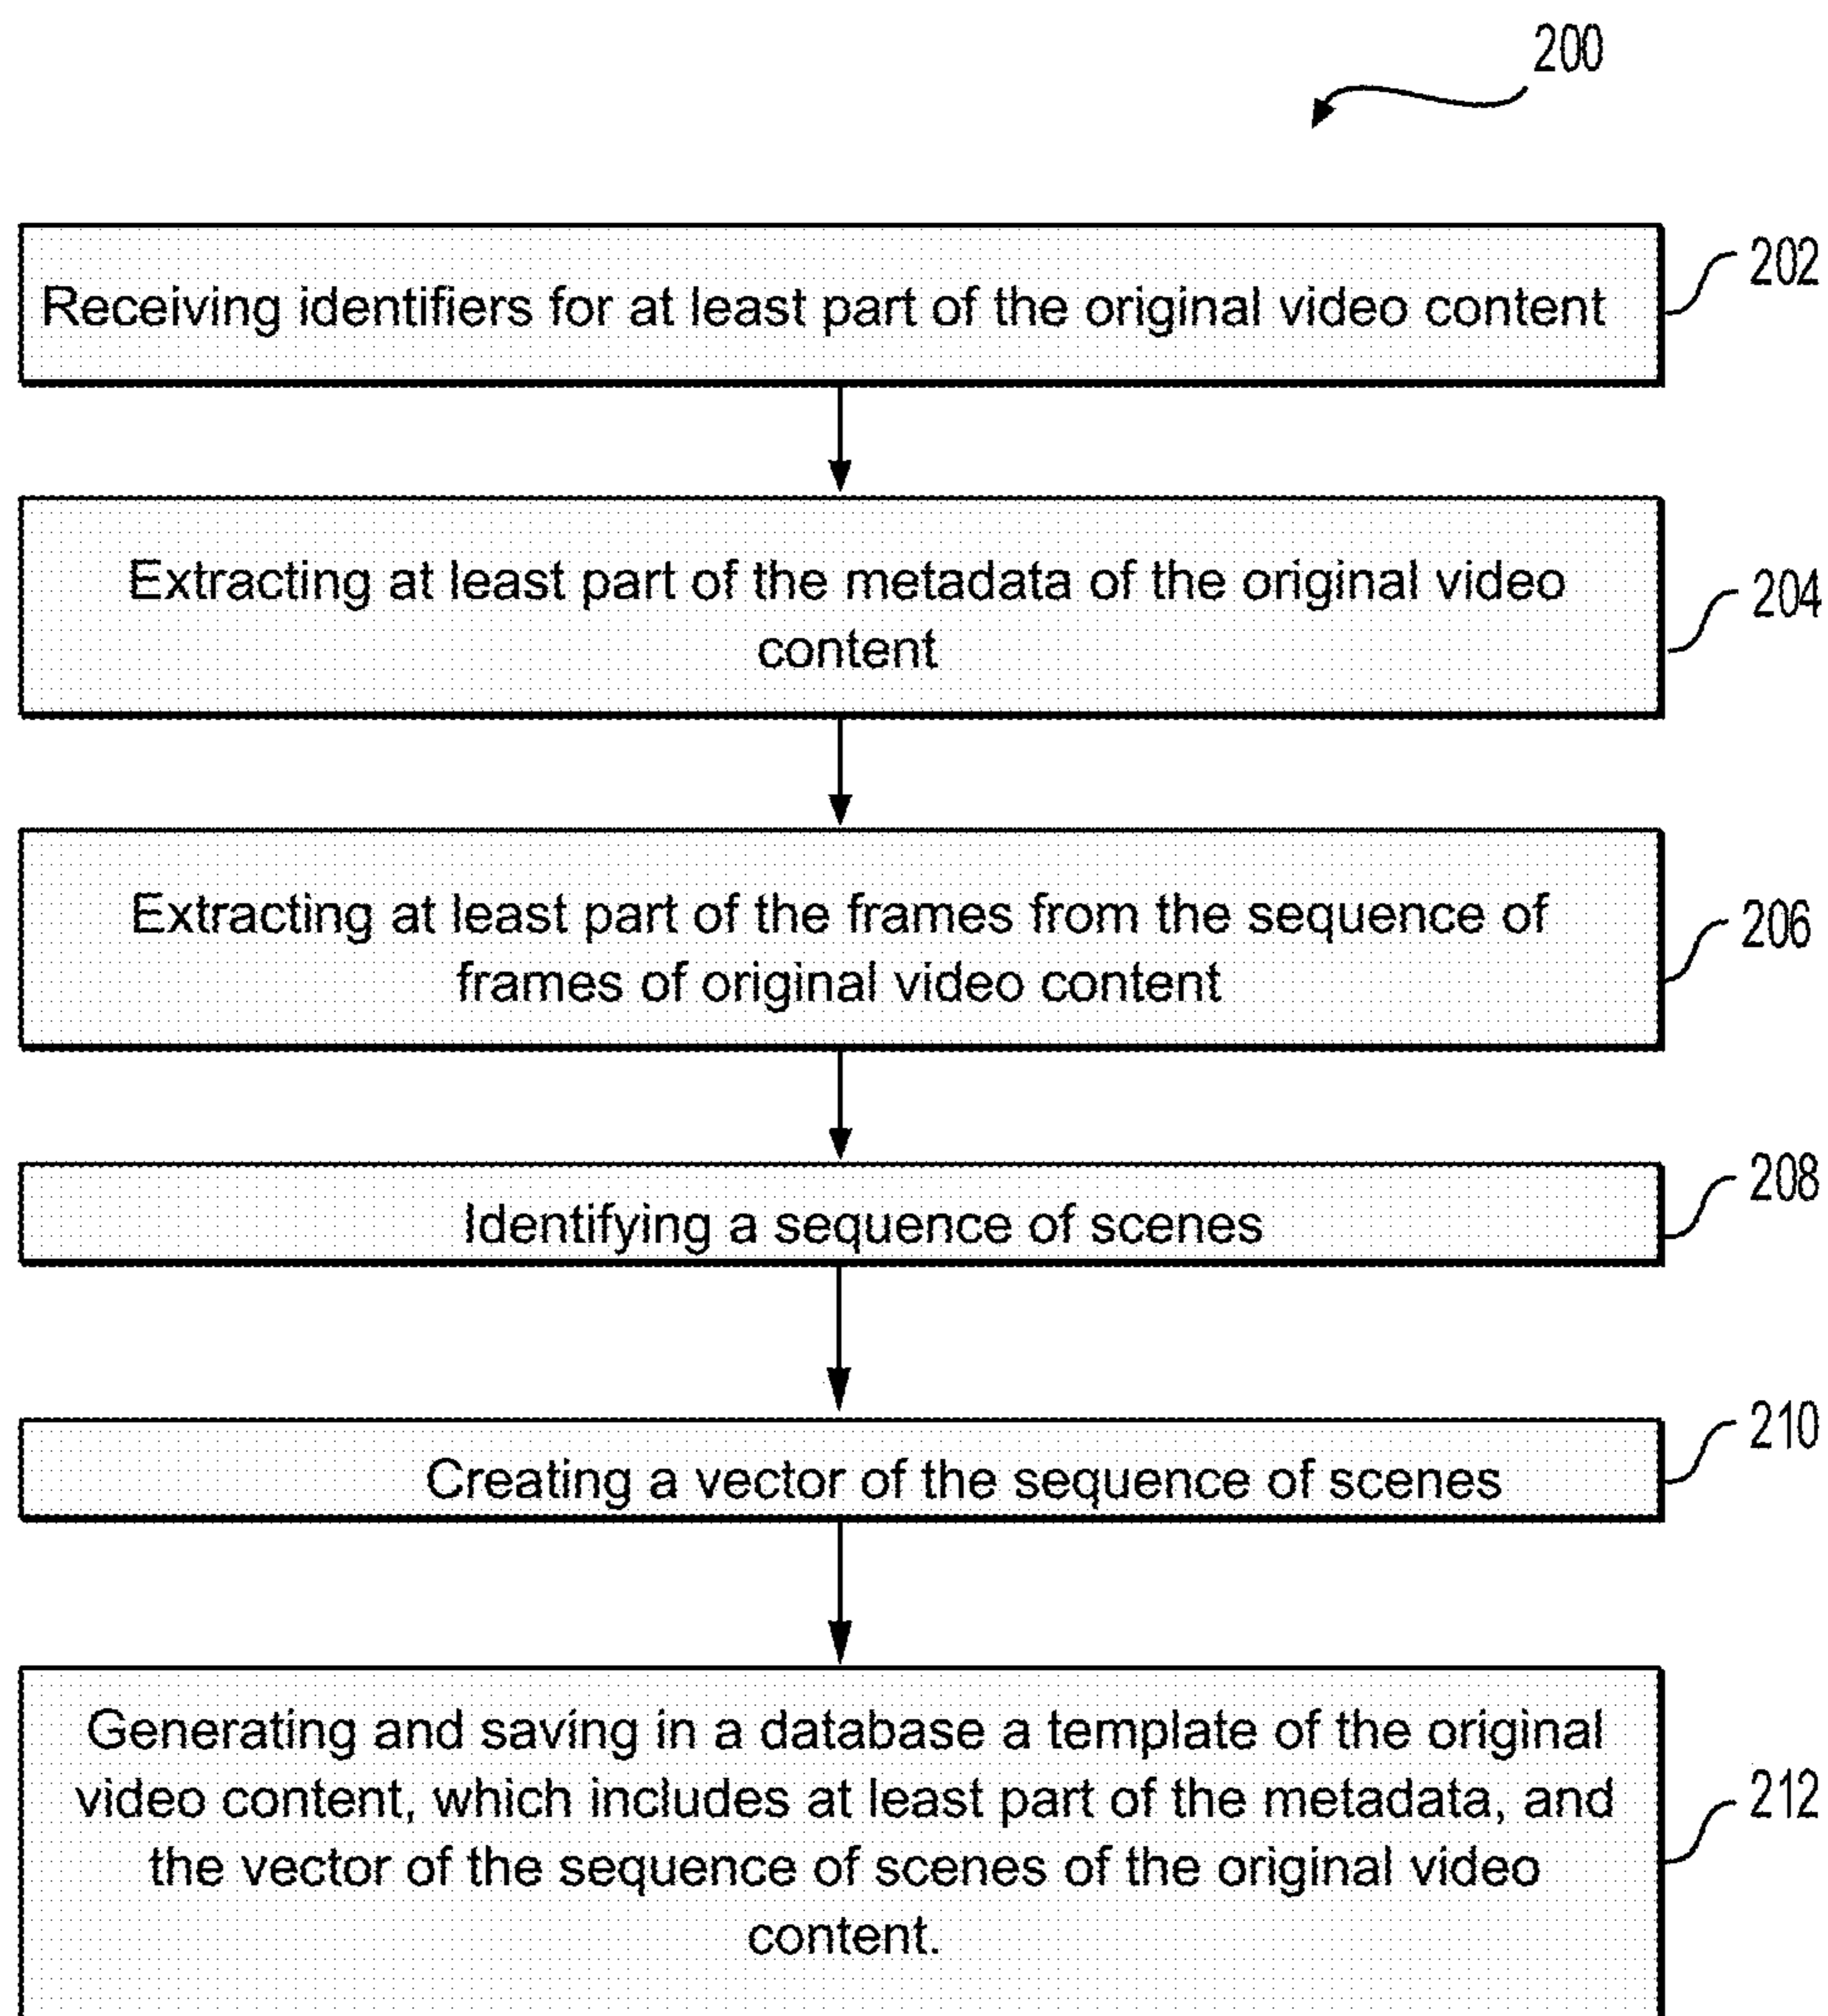 200
Receiving identifiers for at least part of the original video content
202
Extracting at least part of the metadata of the original video
content
204
Extracting at least part of the frames from the sequence of
frames of original video content
206
Identifying a sequence of scenes
208
Creating a vector of the sequence of scenes
210
Generating and saving in a database a template of the original
video content, which includes at least part of the metadata, and
the vector of the sequence of scenes of the original video
content.
212